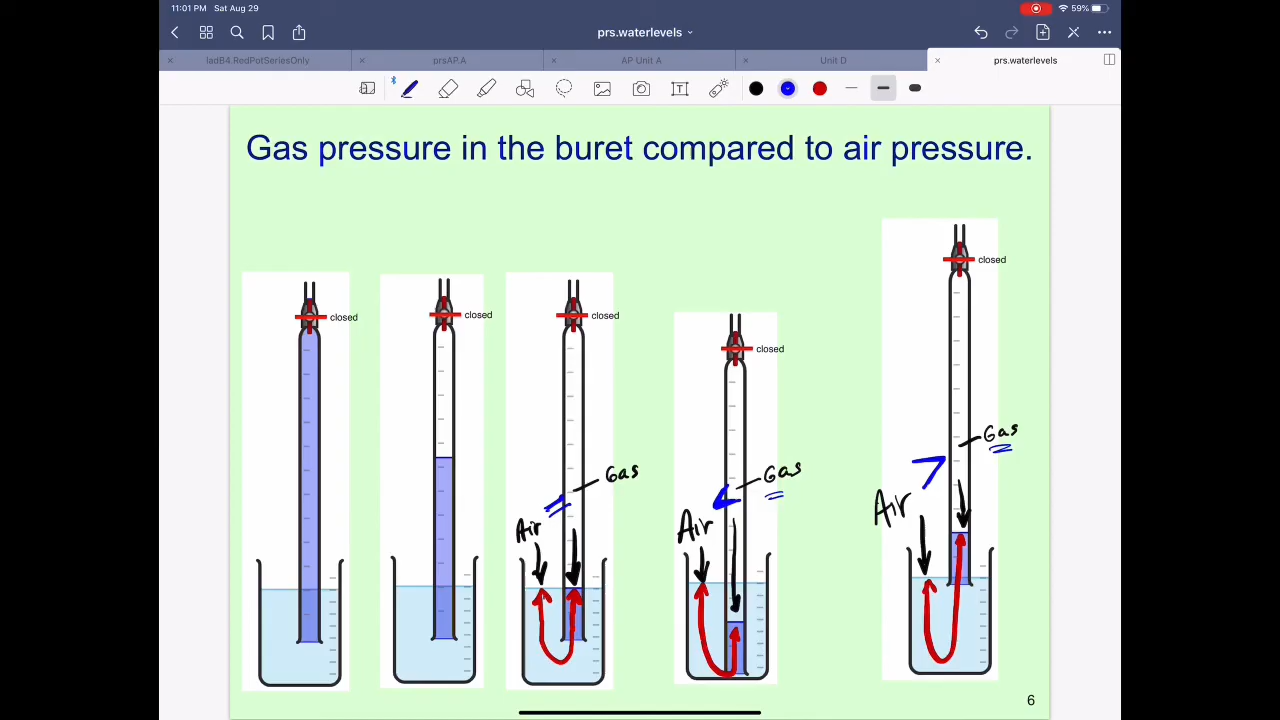 11:01 PM Sat Aug 29
59%
prs.waterlevels
ladB4.RedPotSeriesOnly
prsAP.A
AP Unit A
Unit D
prs.waterlevels
Gas pressure in the buret compared to air pressure.
closed
closed
closed
closed
closed
Gas
Air
Gas
Air
Gas
Air
6